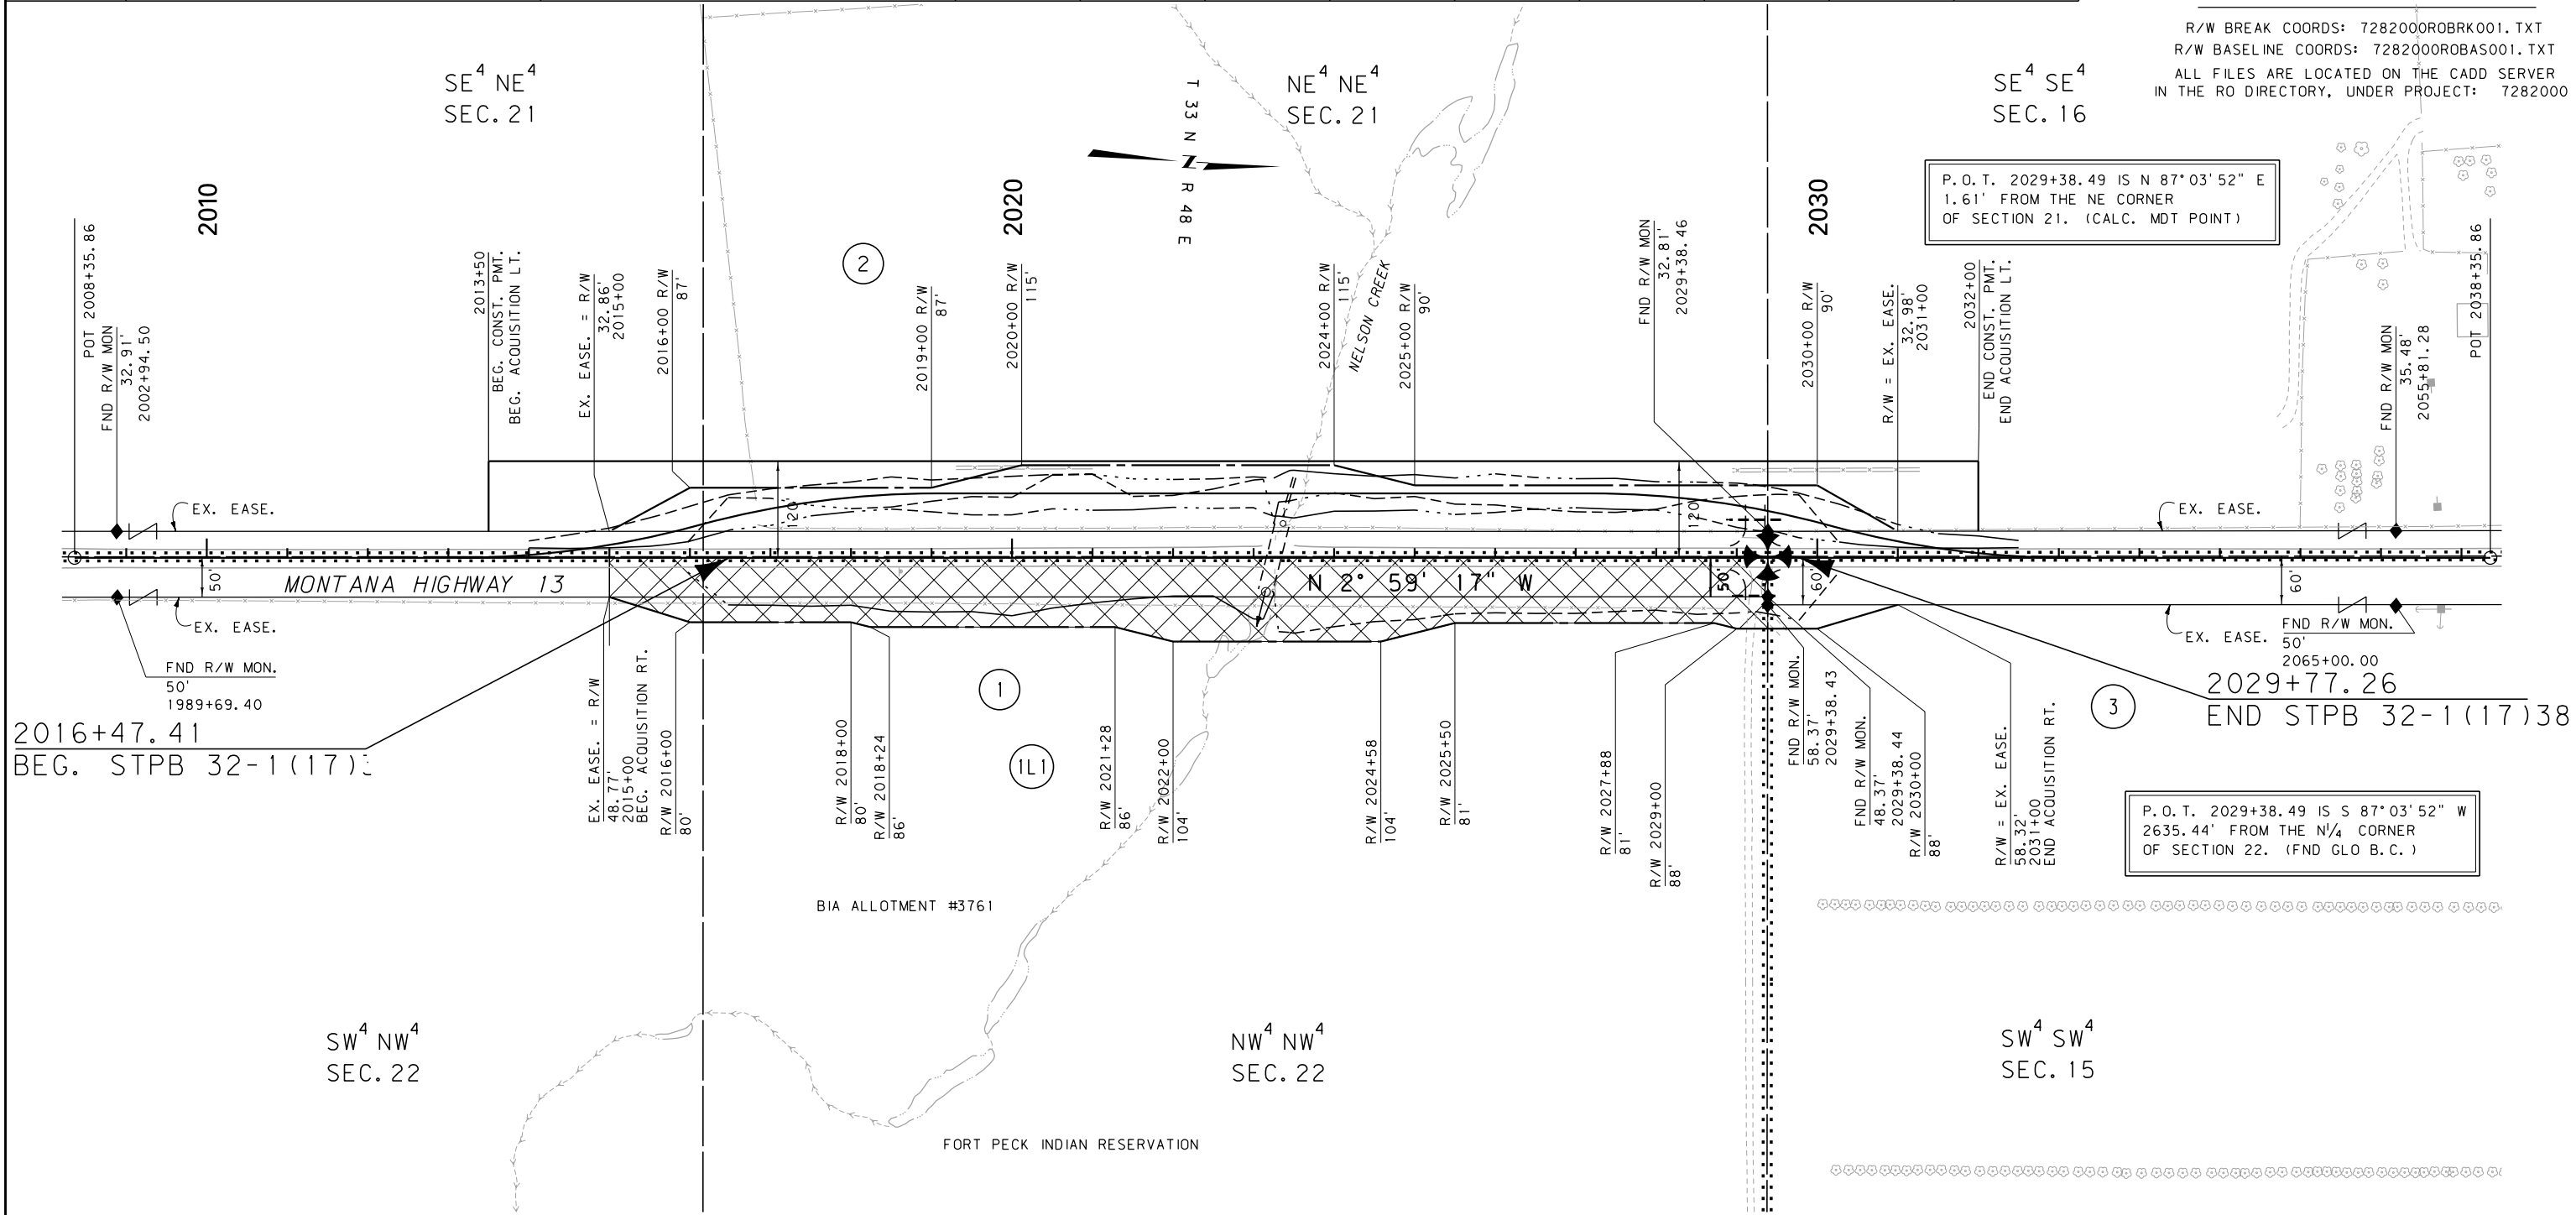 R/W BREAK COORDS: 7282000ROBRK001.TXT
R/W BASELINE COORDS: 7282000ROBAS001.TXT
ALL FILES ARE LOCATED ON THE CADD SERVER
IN THE RO DIRECTORY, UNDER PROJECT: 7282000
SE⁴ NE⁴
SEC. 21
NE⁴ NE⁴
SEC. 21
SE⁴ SE⁴
SEC. 16
T 33 N
Z
R 48 E
P.O.T. 2029+38.49 IS N 87°03'52" E
1.61' FROM THE NE CORNER
OF SECTION 21. (CALC. MDT POINT)
2010
2020
2030
POT 2008+35.86
FND R/W MON
32.91'
2002+94.50
2013+50
BEG. CONST. PMT.
BEG. ACQUISITION LT.
EX. EASE. = R/W
32.86'
2015+00
2016+00 R/W
87'
2
2019+00 R/W
87'
2020+00 R/W
115'
2024+00 R/W
115'
NELSON CREEK
2025+00 R/W
90'
FND R/W MON
32.81'
2029+38.46
2030+00 R/W
90'
R/W = EX. EASE.
32.98'
2031+00
2032+00
END CONST. PMT.
END ACQUISITION LT.
FND R/W MON
35.48'
2055+81.28
POT 2038+35.86
EX. EASE.
120'
120'
EX. EASE.
50'
MONTANA HIGHWAY 13
N 2° 59' 17" W
50'
60'
60'
EX. EASE.
EX. EASE.
FND R/W MON.
50'
1989+69.40
FND R/W MON.
50'
2065+00.00
2016+47.41
BEG. STPB 32-1(17)
2029+77.26
END STPB 32-1(17)38
EX. EASE. = R/W
48.77'
2015+00
BEG. ACQUISITION RT.
R/W 2016+00
80'
R/W 2018+00
80'
R/W 2018+24
86'
1
1L1
R/W 2021+28
86'
R/W 2022+00
104'
R/W 2024+58
104'
R/W 2025+50
81'
R/W 2027+88
81'
R/W 2029+00
88'
FND R/W MON.
58.37'
2029+38.43
FND R/W MON.
48.37'
2029+38.44
R/W 2030+00
88'
R/W = EX. EASE.
58.32'
2031+00
END ACQUISITION RT.
3
P.O.T. 2029+38.49 IS S 87°03'52" W
2635.44' FROM THE N¼ CORNER
OF SECTION 22. (FND GLO B.C.)
BIA ALLOTMENT #3761
SW⁴ NW⁴
SEC. 22
NW⁴ NW⁴
SEC. 22
SW⁴ SW⁴
SEC. 15
FORT PECK INDIAN RESERVATION